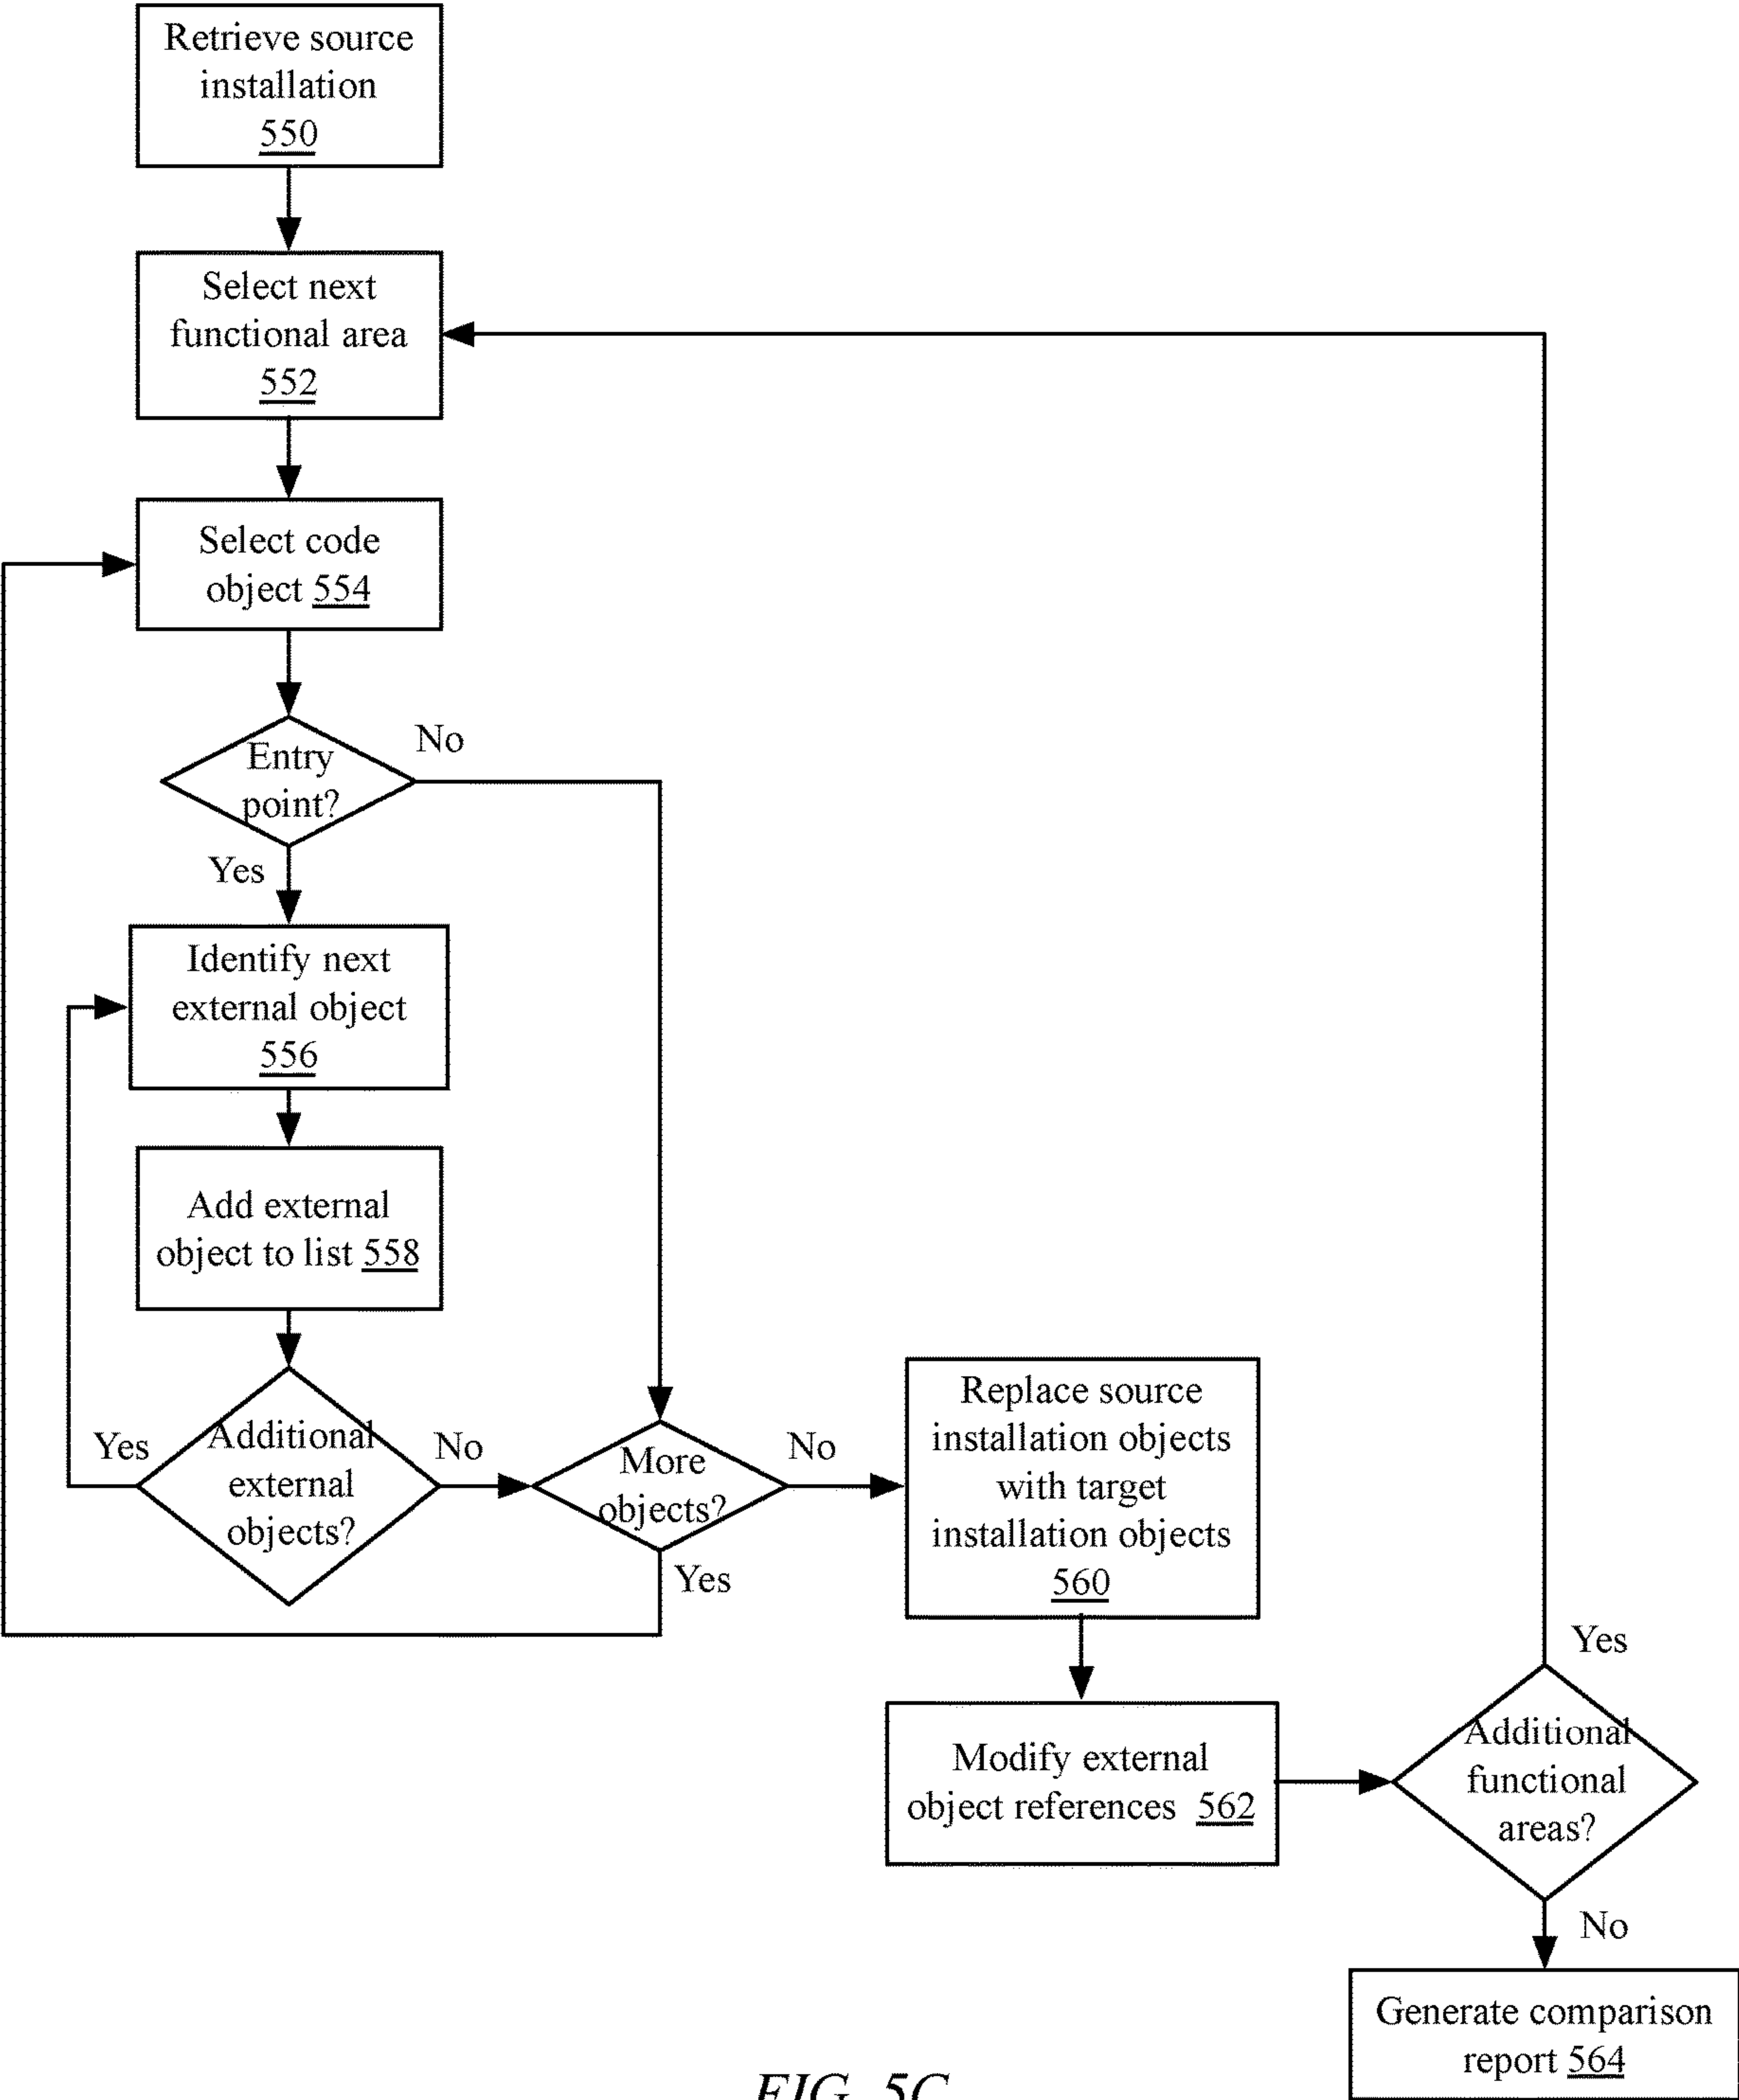 Retrieve source
installation
550
Select next
functional area
552
Select code
object 554
Entry
point?
No
Yes
Identify next
external object
556
Add external
object to list 558
Additional
external
objects?
Yes
No
More
objects?
No
Yes
Replace source
installation objects
with target
installation objects
560
Modify external
object references 562
Additional
functional
areas?
Yes
No
Generate comparison
report 564
FIG. 5C